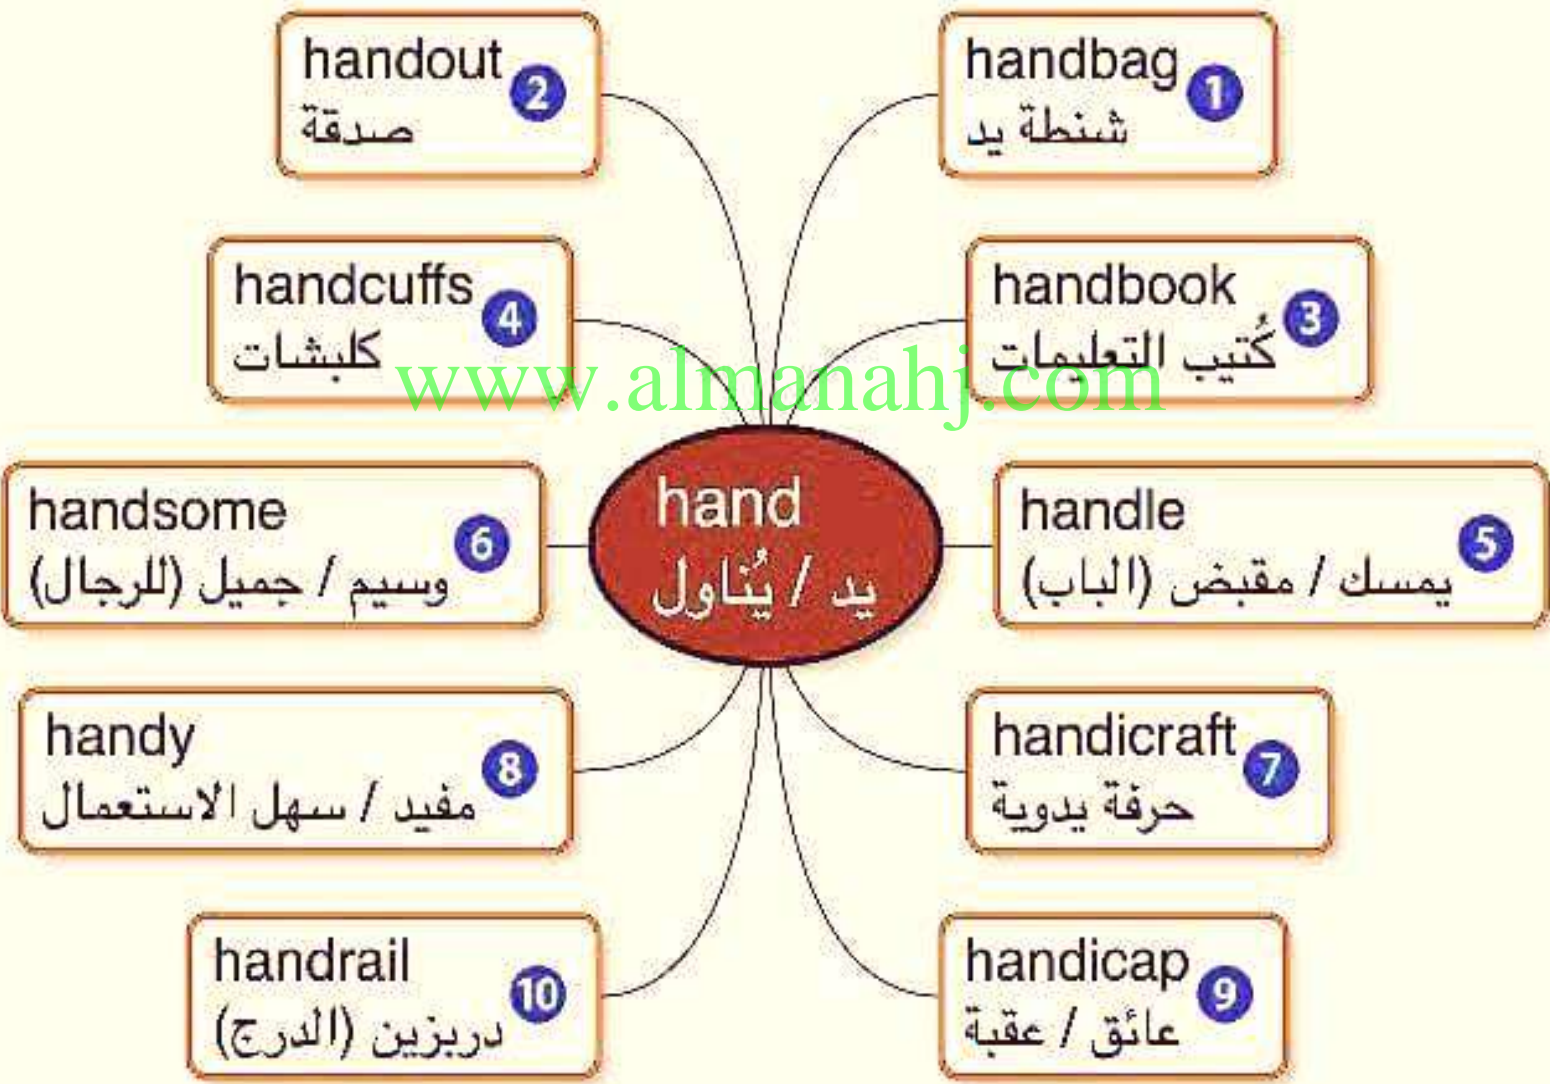 handbag
1
شنطة يد
handout
2
صدقة
handbook
3
كُتيب التعليمات
handcuffs
4
كلبشات
www.almanahj.com
hand
يد / يُناول
handle
5
يمسك / مقبض (الباب)
handsome
6
وسيم / جميل (للرجال)
handicraft
7
حرفة يدوية
handy
8
مفيد / سهل الاستعمال
handicap
9
عائق / عقبة
handrail
10
دربزين (الدرج)